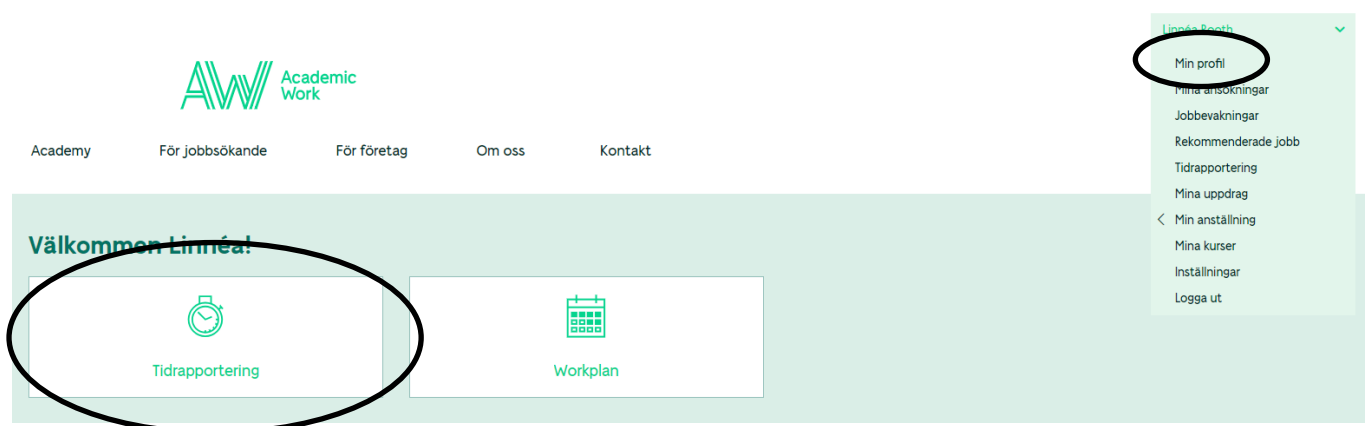 Linnéa Booth
Min profil
Mina ansökningar
Jobbevakningar
Rekommenderade jobb
Tidrapportering
Mina uppdrag
Min anställning
Mina kurser
Inställningar
Logga ut
AW Academic
Work
Academy För jobbsökande För företag Om oss Kontakt
Välkommen Linnéa!
Tidrapportering Workplan